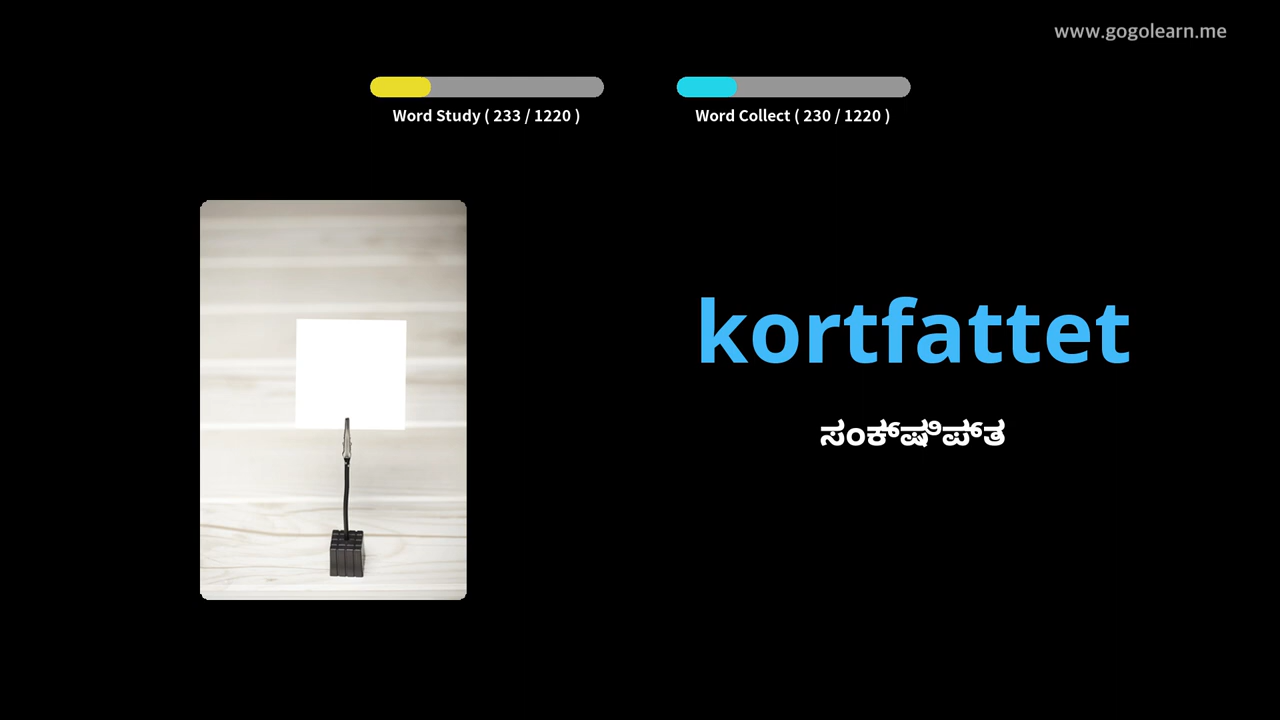 www.gogolearn.me
Word Study ( 233 / 1220 )
Word Collect ( 230 / 1220 )
kortfattet
ಸಂಕ್ಷಿಪ್ತ